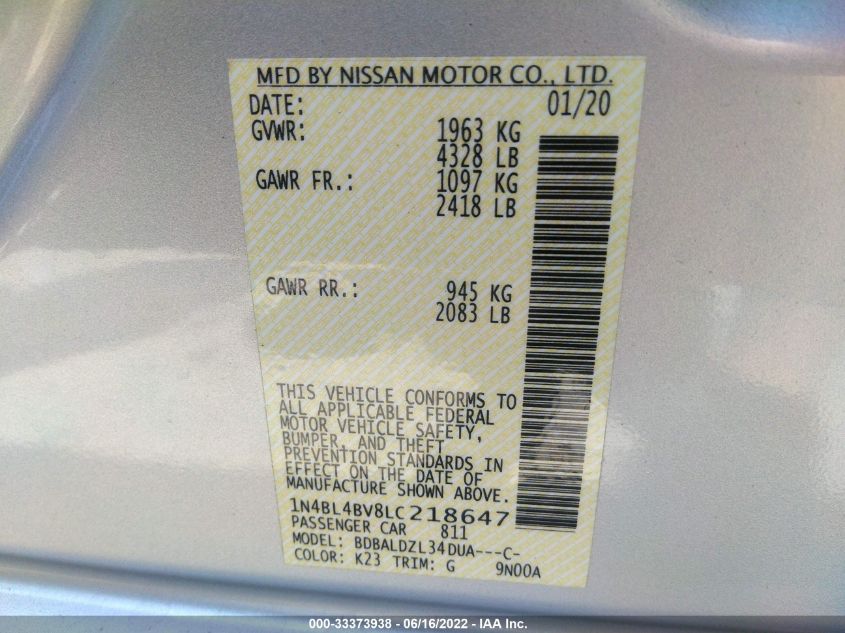 MFD BY NISSAN MOTOR CO., LTD.
DATE: 01/20
GVWR: 1963 KG
4328 LB
GAWR FR.: 1097 KG
2418 LB
GAWR RR.: 945 KG
2083 LB
THIS VEHICLE CONFORMS TO
ALL APPLICABLE FEDERAL
MOTOR VEHICLE SAFETY,
BUMPER, AND THEFT
PREVENTION STANDARDS IN
EFFECT ON THE DATE OF
MANUFACTURE SHOWN ABOVE.
1N4BL4BV8LC218647
PASSENGER CAR 811
MODEL: BDBALDZL34DUA---C-
COLOR: K23 TRIM: G 9N00A
000-33373938 - 06/16/2022 - IAA Inc.